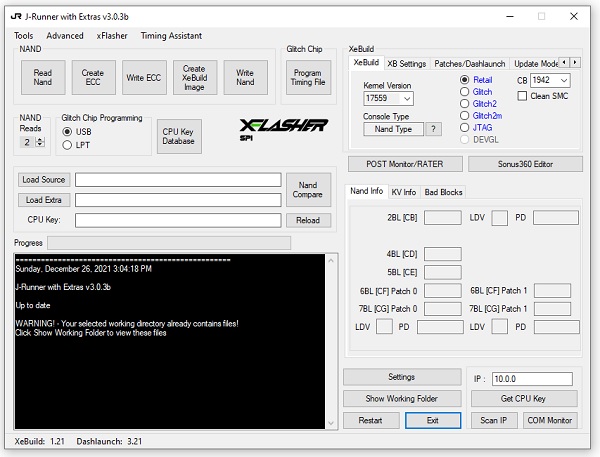 J-Runner with Extras v3.0.3b
Tools Advanced xFlasher Timing Assistant
NAND
Read Nand
Create ECC
Write ECC
Create XeBuild Image
Write Nand
Glitch Chip
Program Timing File
NAND Reads
2
Glitch Chip Programming
USB
LPT
CPU Key Database
XFLASHER
SPI
Load Source
Load Extra
CPU Key:
Nand Compare
Reload
Progress
==================================================
Sunday, December 26, 2021 3:04:18 PM
J-Runner with Extras v3.0.3b
Up to date
WARNING! - Your selected working directory already contains files!
Click Show Working Folder to view these files
XeBuild
XeBuild XB Settings Patches/Dashlaunch Update Mode
Kernel Version
17559
Console Type
Nand Type ?
Retail
Glitch
Glitch2
Glitch2m
JTAG
DEVGL
CB 1942
Clean SMC
POST Monitor/RATER Sonus360 Editor
Nand Info KV Info Bad Blocks
2BL [CB] LDV PD
4BL [CD]
5BL [CE]
6BL [CF] Patch 0 6BL [CF] Patch 1
7BL [CG] Patch 0 7BL [CG] Patch 1
LDV PD LDV PD
Settings
Show Working Folder
Restart Exit
IP : 10.0.0
Get CPU Key
Scan IP COM Monitor
XeBuild: 1.21 Dashlaunch: 3.21